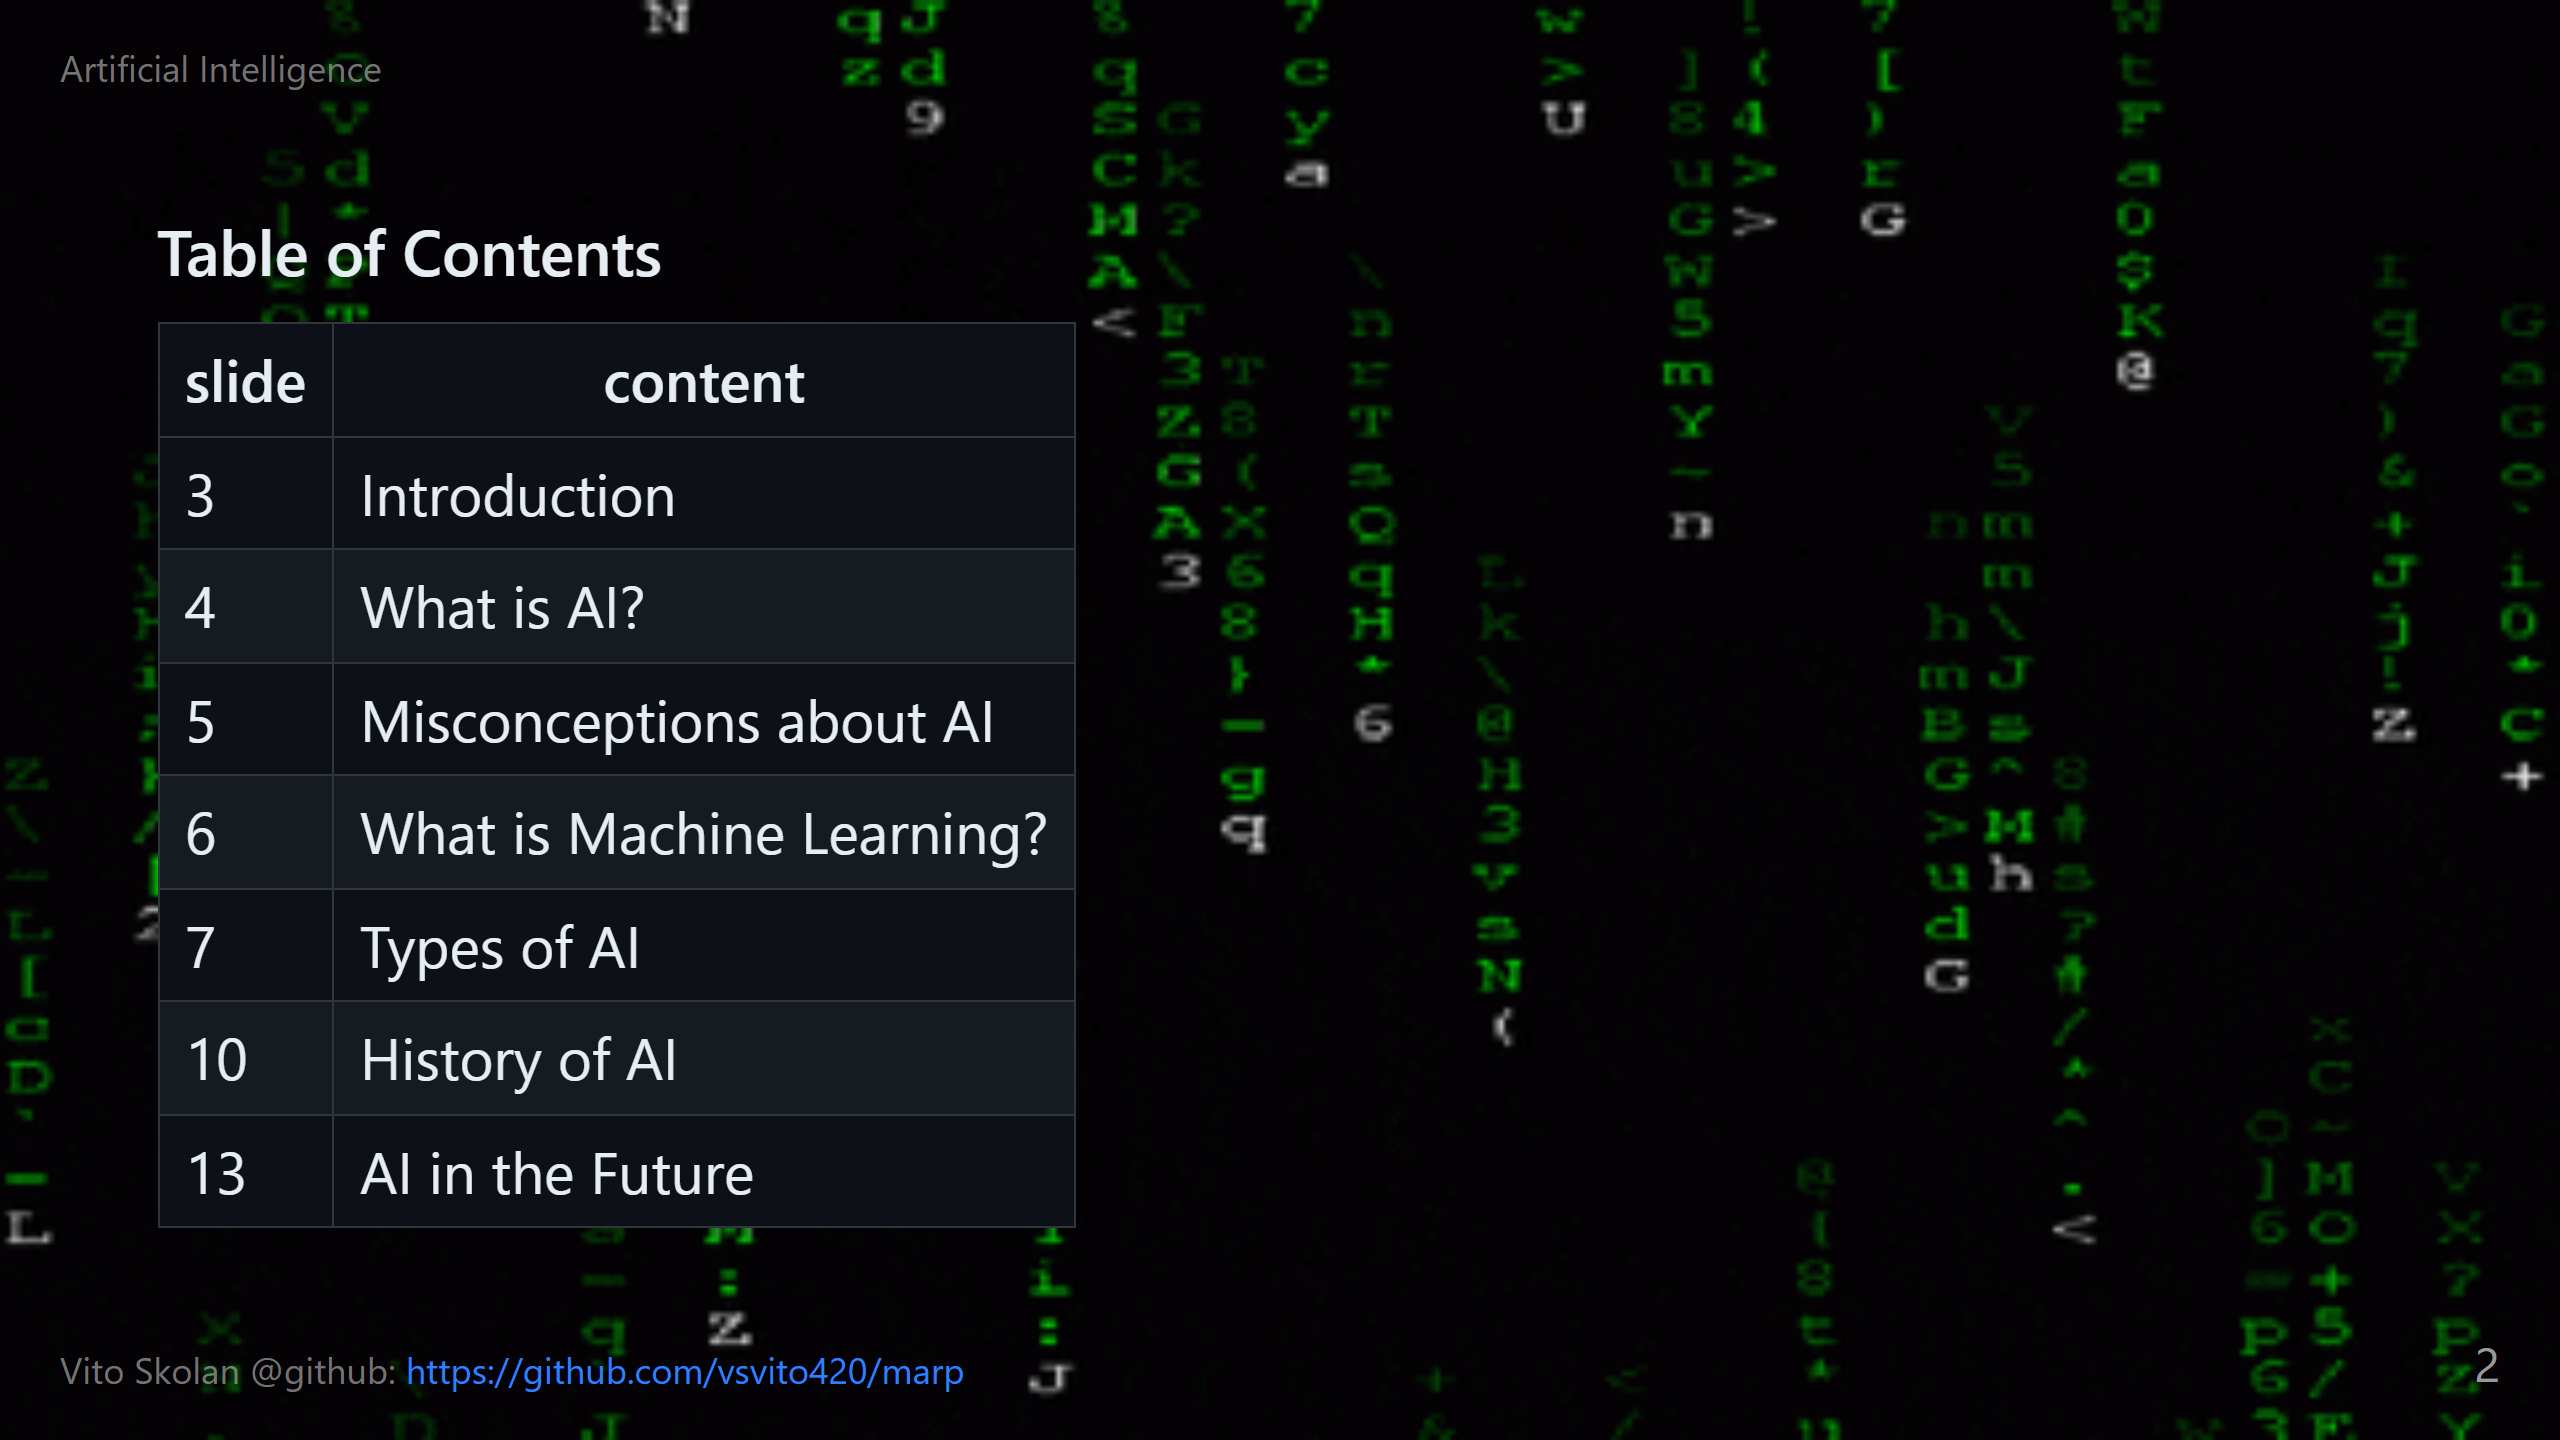 Artificial Intelligence
Table of Contents
slide content
3 Introduction
4 What is AI?
5 Misconceptions about AI
6 What is Machine Learning?
7 Types of AI
10 History of AI
13 AI in the Future
Vito Skolan @github: https://github.com/vsvito420/marp
2